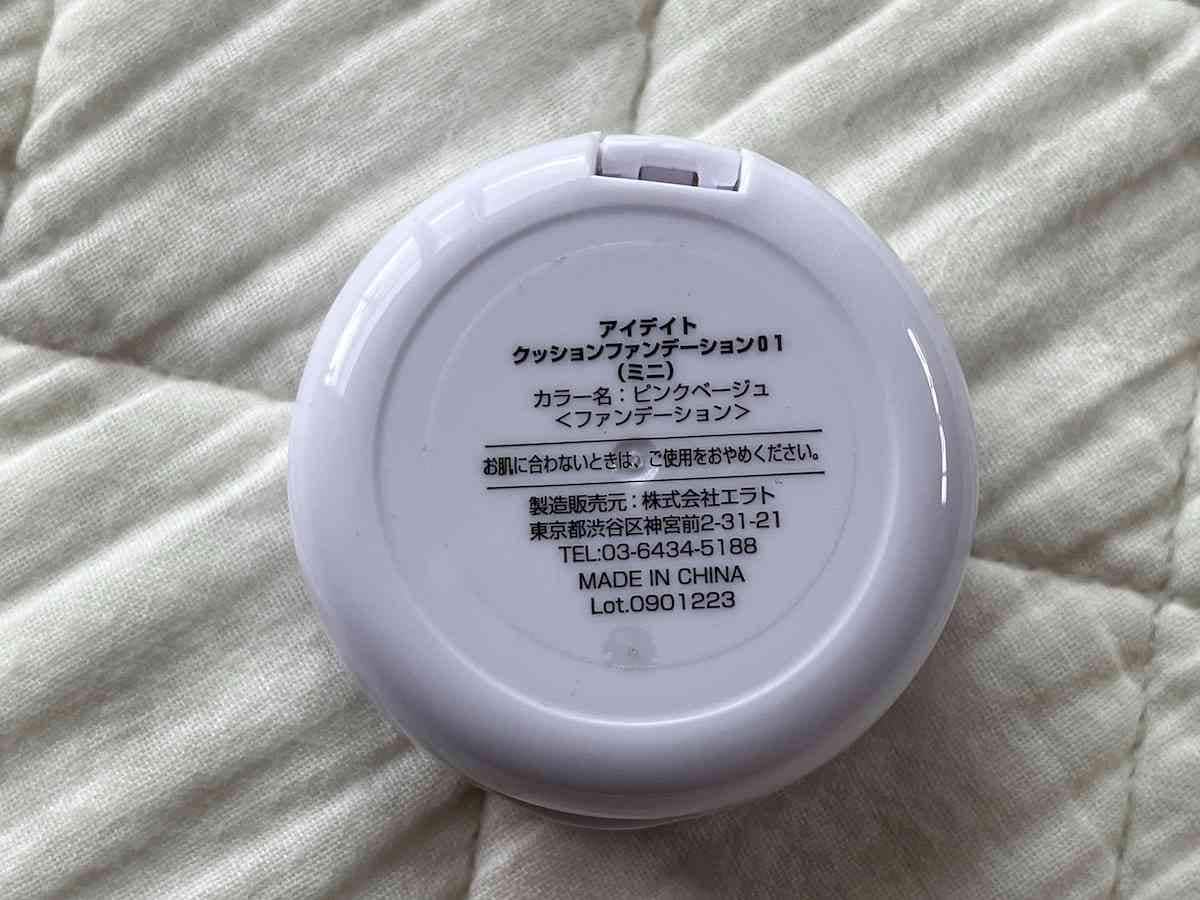 アイデイト
クッションファンデーション01
(ミニ)
カラー名：ピンクベージュ
＜ファンデーション＞
お肌に合わないときは、ご使用をおやめください。
製造販売元：株式会社エラト
東京都渋谷区神宮前2-31-21
TEL:03-6434-5188
MADE IN CHINA
Lot.0901223